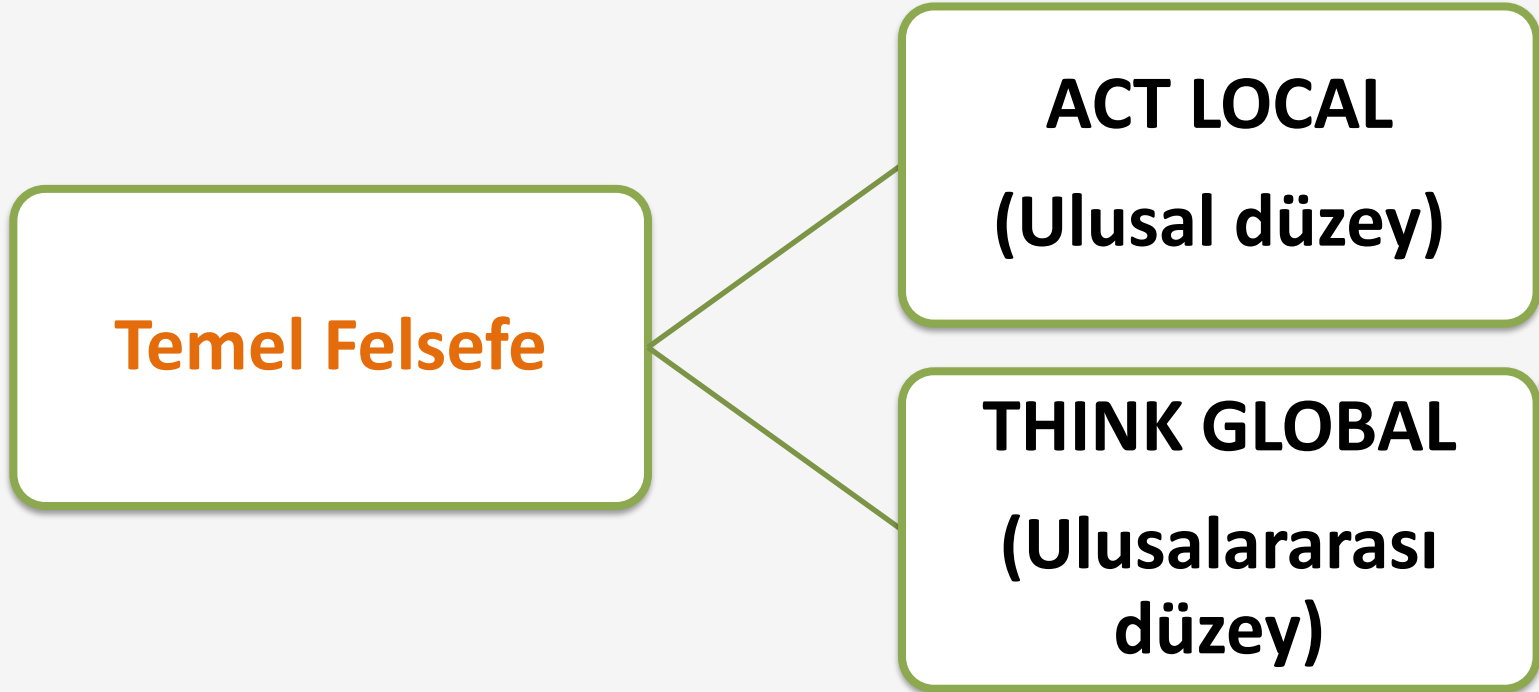 Temel Felsefe
ACT LOCAL
(Ulusal düzey)
THINK GLOBAL
(Ulusalararası
düzey)